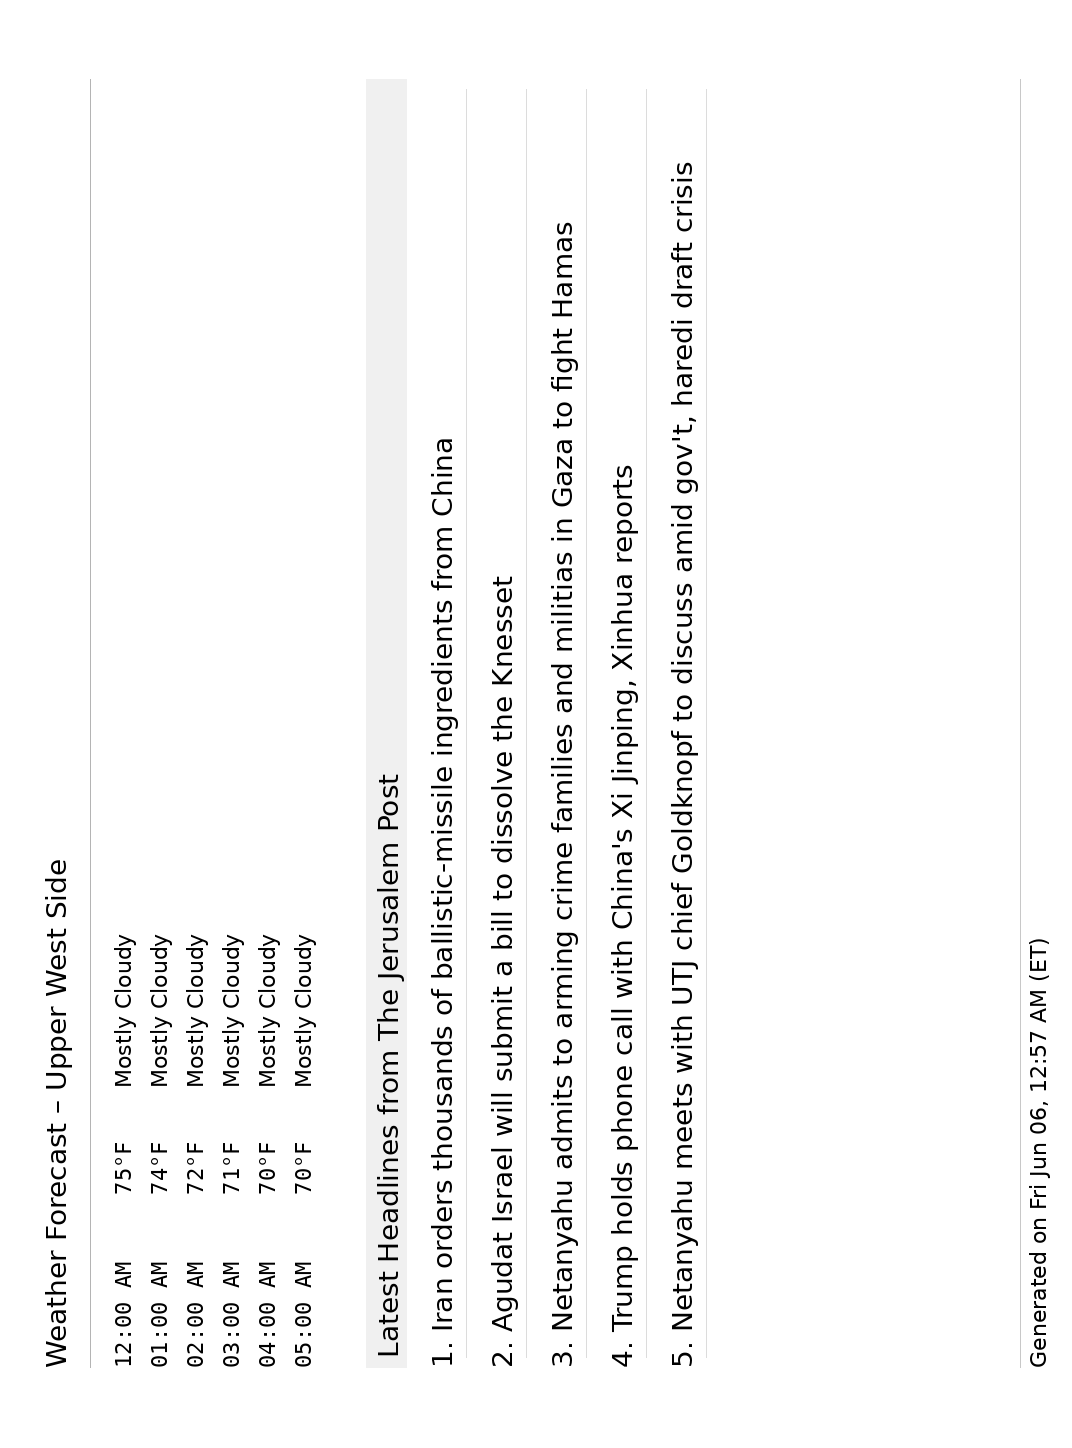 Weather Forecast – Upper West Side
12:00 AM 75°F Mostly Cloudy
01:00 AM 74°F Mostly Cloudy
02:00 AM 72°F Mostly Cloudy
03:00 AM 71°F Mostly Cloudy
04:00 AM 70°F Mostly Cloudy
05:00 AM 70°F Mostly Cloudy
Latest Headlines from The Jerusalem Post
1. Iran orders thousands of ballistic-missile ingredients from China
2. Agudat Israel will submit a bill to dissolve the Knesset
3. Netanyahu admits to arming crime families and militias in Gaza to fight Hamas
4. Trump holds phone call with China's Xi Jinping, Xinhua reports
5. Netanyahu meets with UTJ chief Goldknopf to discuss amid gov't, haredi draft crisis
Generated on Fri Jun 06, 12:57 AM (ET)